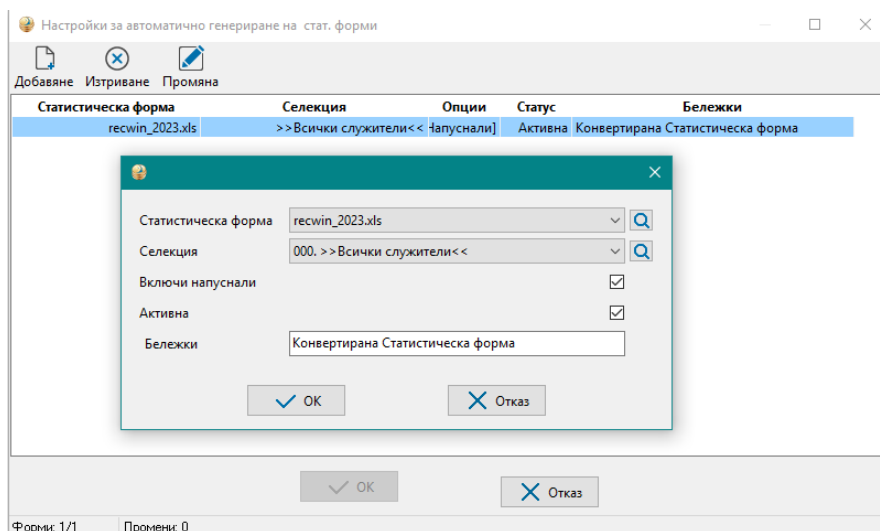 Настройки за автоматично генериране на стат. форми
Добавяне Изтриване Промяна
Статистическа форма Селекция Опции Статус Бележки
recwin_2023.xls >>Всички служители<< Напуснали] Активна Конвертирана Статистическа форма
Статистическа форма recwin_2023.xls
Селекция 000. >>Всички служители<<
Включи напуснали
Активна
Бележки Конвертирана Статистическа форма
OK Отказ
OK Отказ
Форми: 1/1 Промени: 0